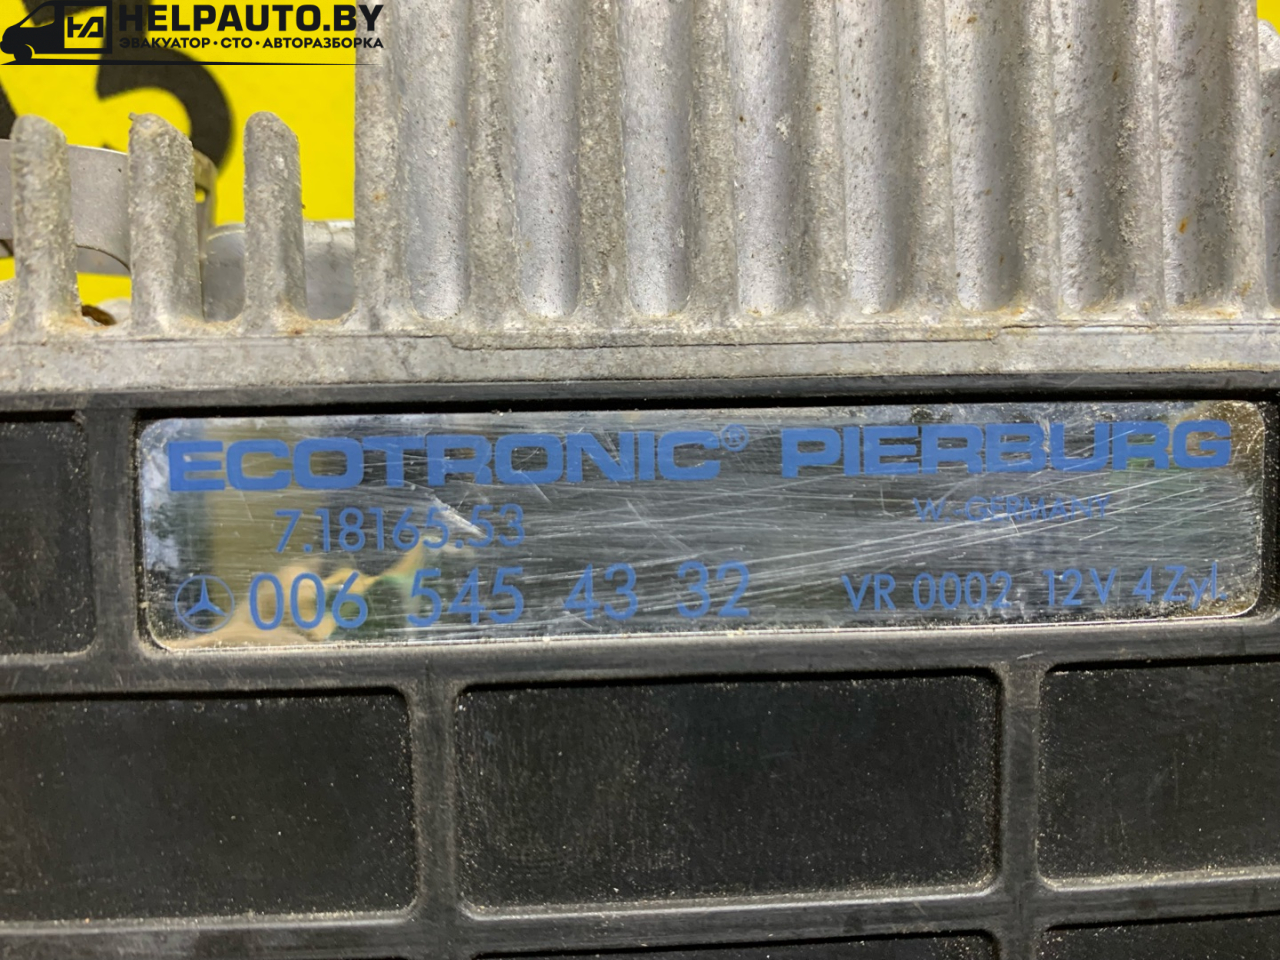 HELPAUTO.BY
ЭВАКУАТОР · СТО · АВТОРАЗБОРКА
ECOTRONIC® PIERBURG
W.-GERMANY
7.18165.53
006 545 43 32 VR 0002 12V 4Zyl.